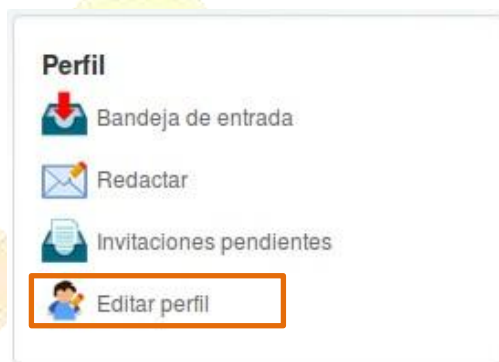 Perfil
Bandeja de entrada
Redactar
Invitaciones pendientes
Editar perfil